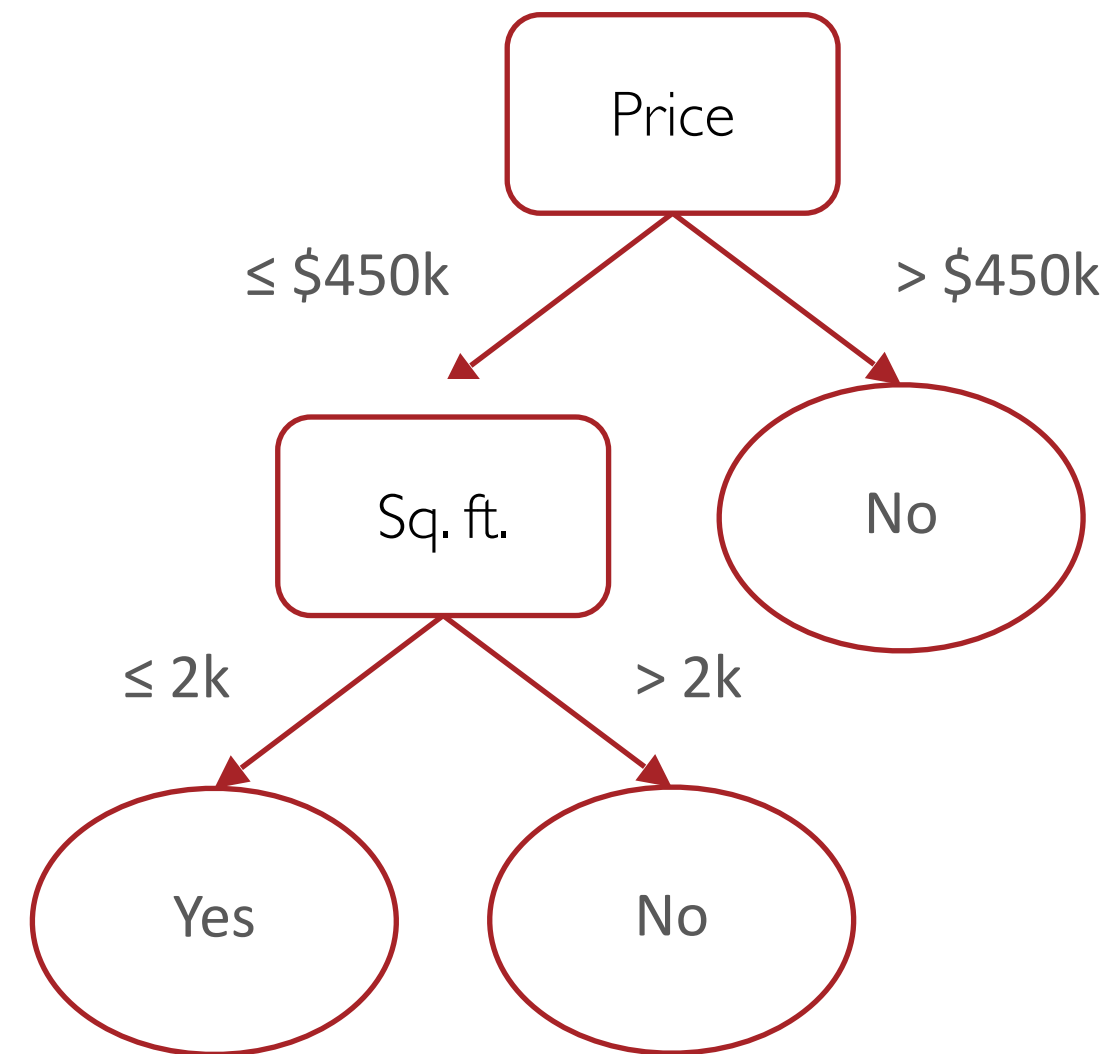 Price
≤ $450k
> $450k
Sq. ft.
No
≤ 2k
> 2k
Yes
No